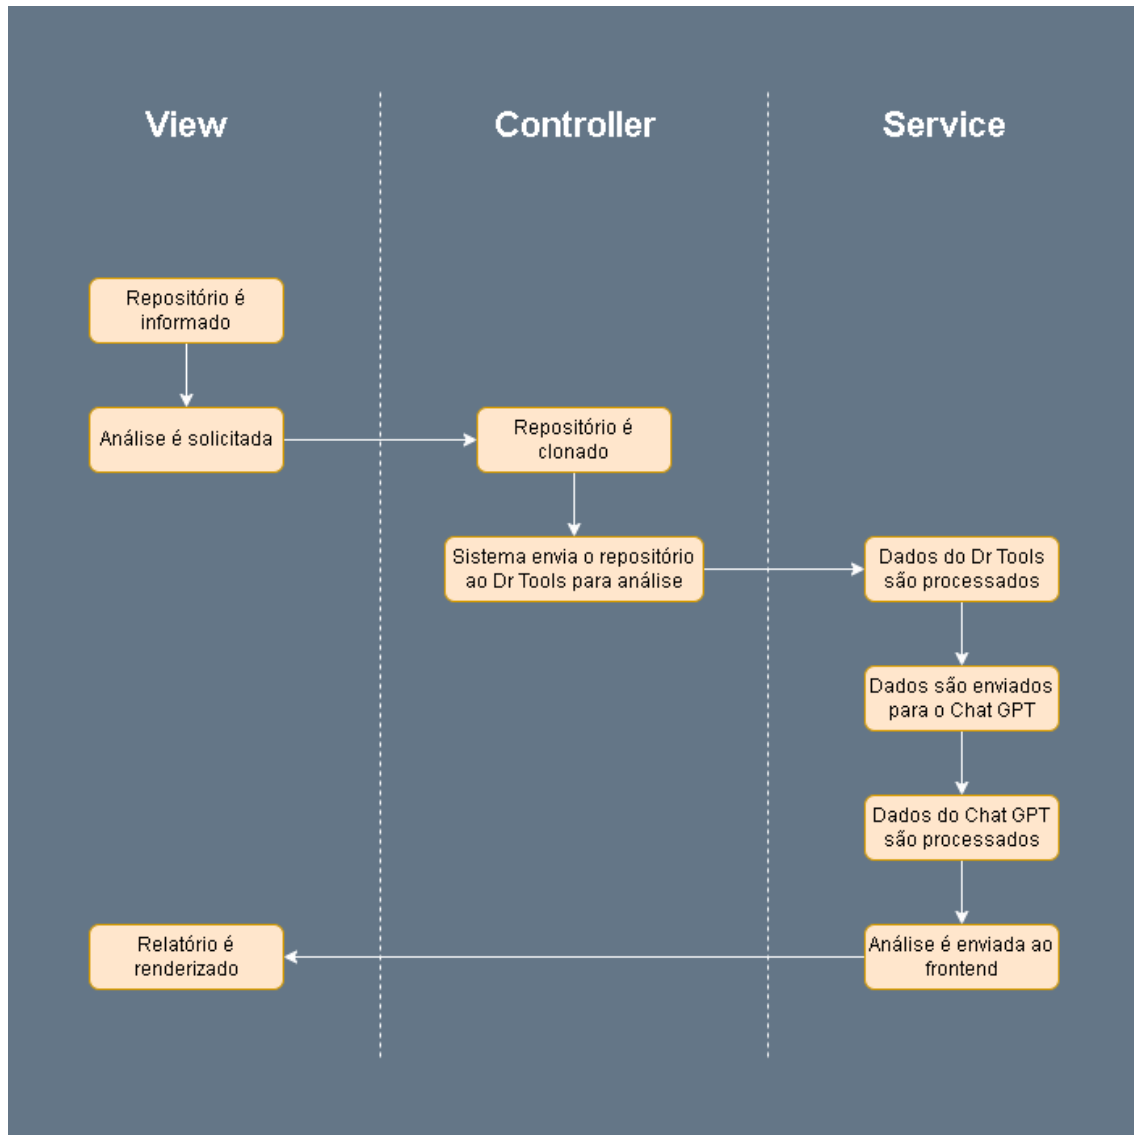 View
Controller
Service
Repositório é
informado
Análise é solicitada
Repositório é
clonado
Sistema envia o repositório
ao Dr Tools para análise
Dados do Dr Tools
são processados
Dados são enviados
para o Chat GPT
Dados do Chat GPT
são processados
Análise é enviada ao
frontend
Relatório é
renderizado